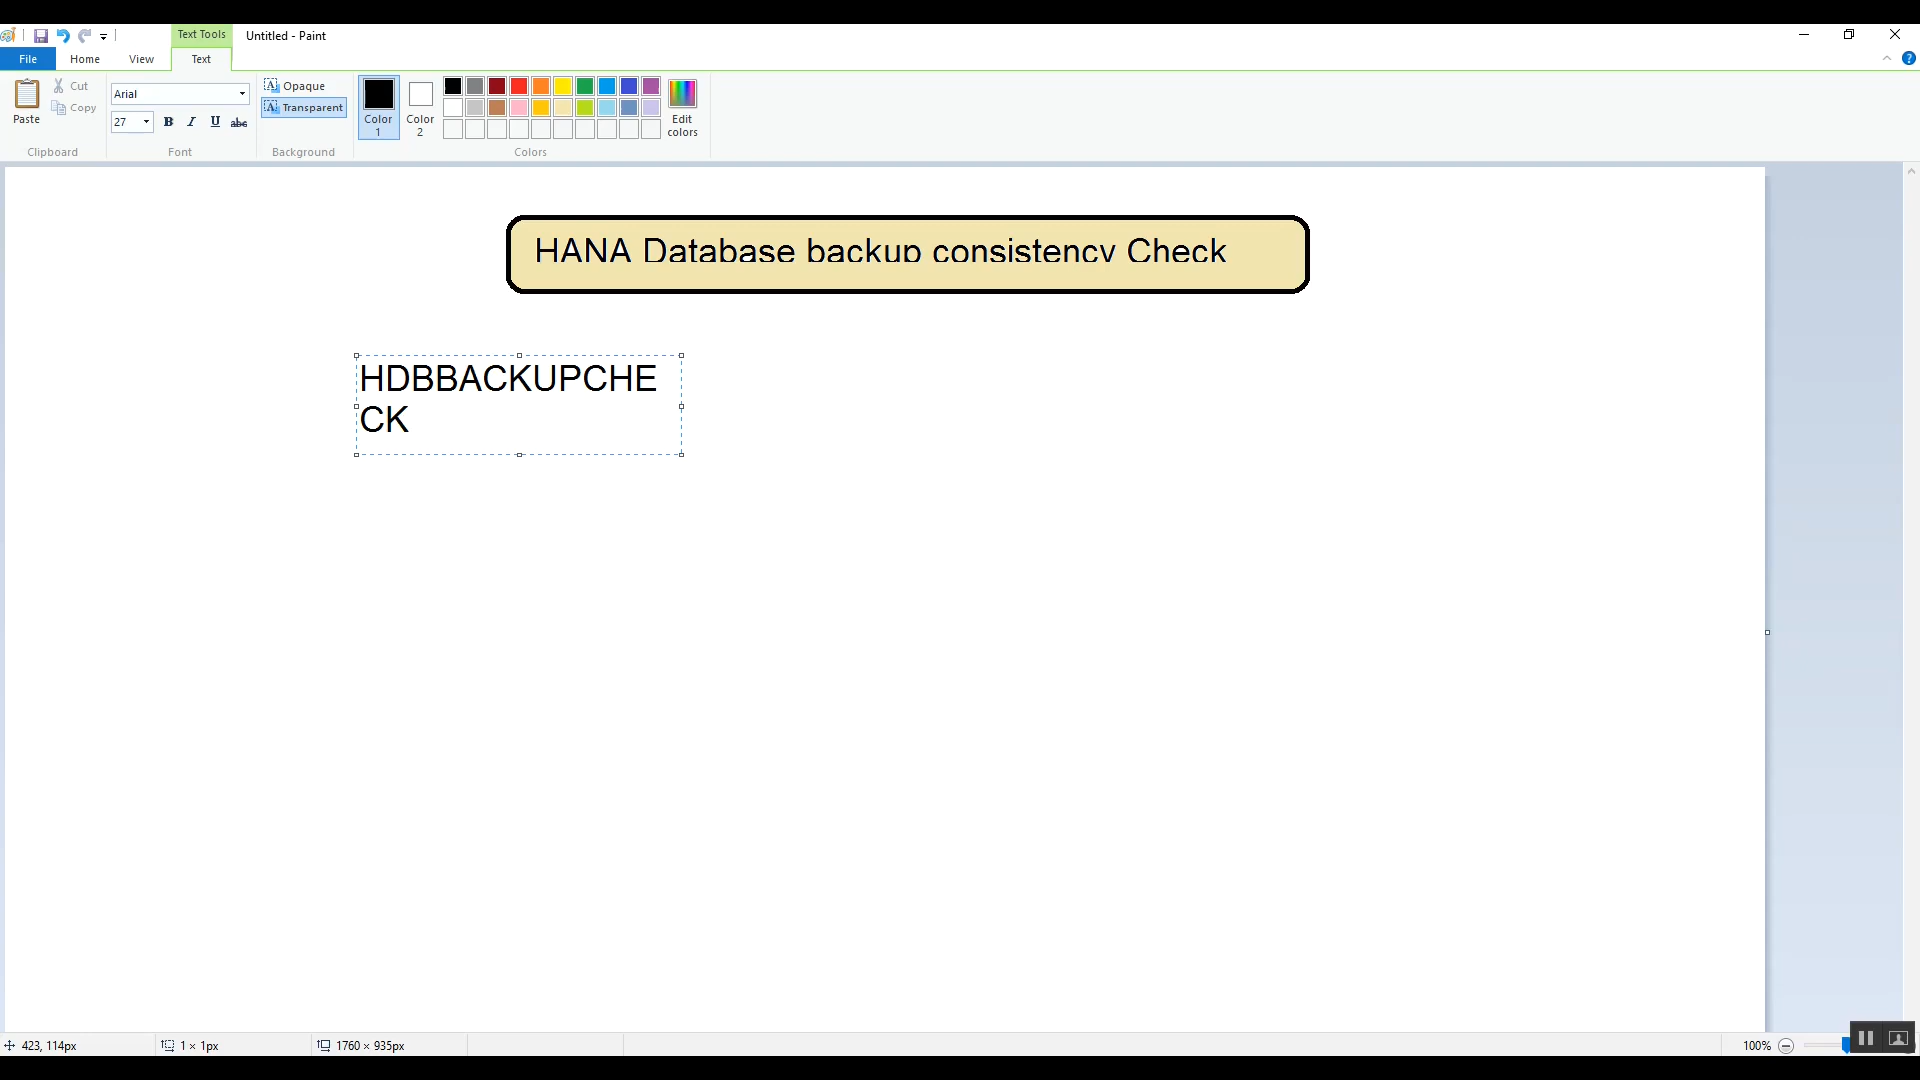 Text Tools
Untitled - Paint
File
Home
View
Text
Paste
Cut
Copy
Clipboard
Arial
27
B
I
U
abc
Font
A
Opaque
A
Transparent
Background
Color
1
Color
2
Edit
colors
Colors
?
HANA Database backup consistency Check
HDBBACKUPCHE
CK
423, 114px
1 × 1px
1760 × 935px
100%